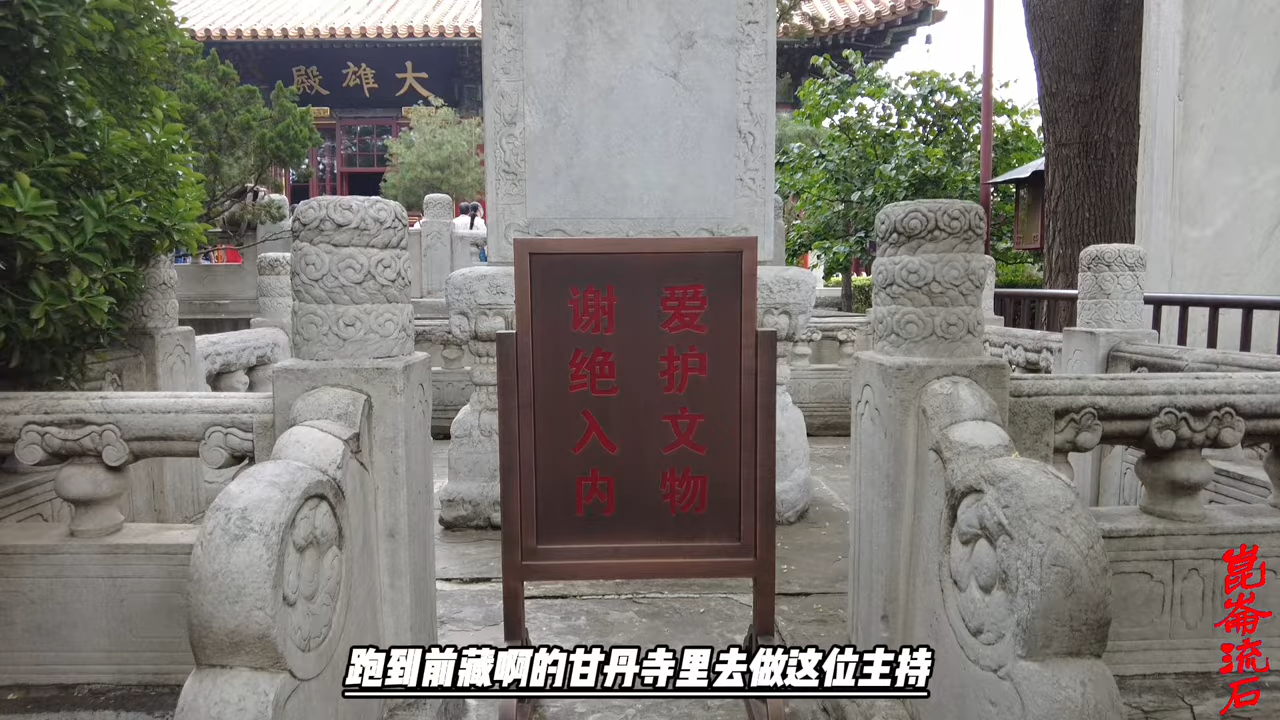 大雄殿
爱护文物
谢绝入内
崑崙流石
跑到前藏啊的甘丹寺里去做这位主持